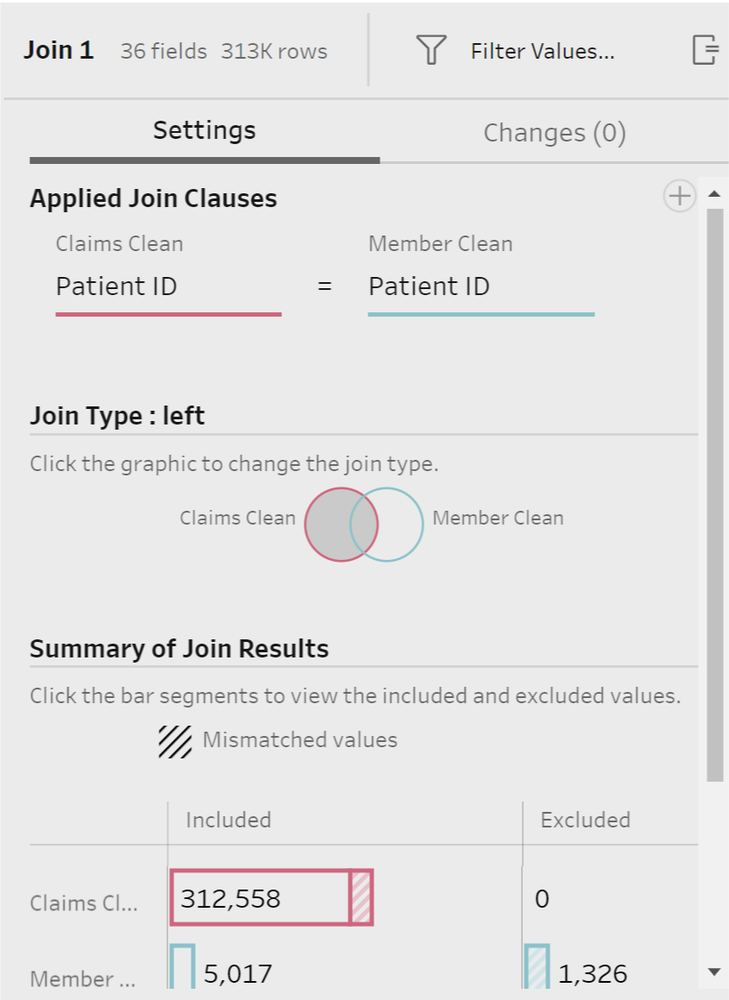 Join 1 36 fields 313K rows Filter Values...
Settings Changes (0)
Applied Join Clauses
Claims Clean Member Clean
Patient ID = Patient ID
Join Type : left
Click the graphic to change the join type.
Claims Clean Member Clean
Summary of Join Results
Click the bar segments to view the included and excluded values.
Mismatched values
Included Excluded
Claims Cl... 312,558 0
Member ... 5,017 1,326